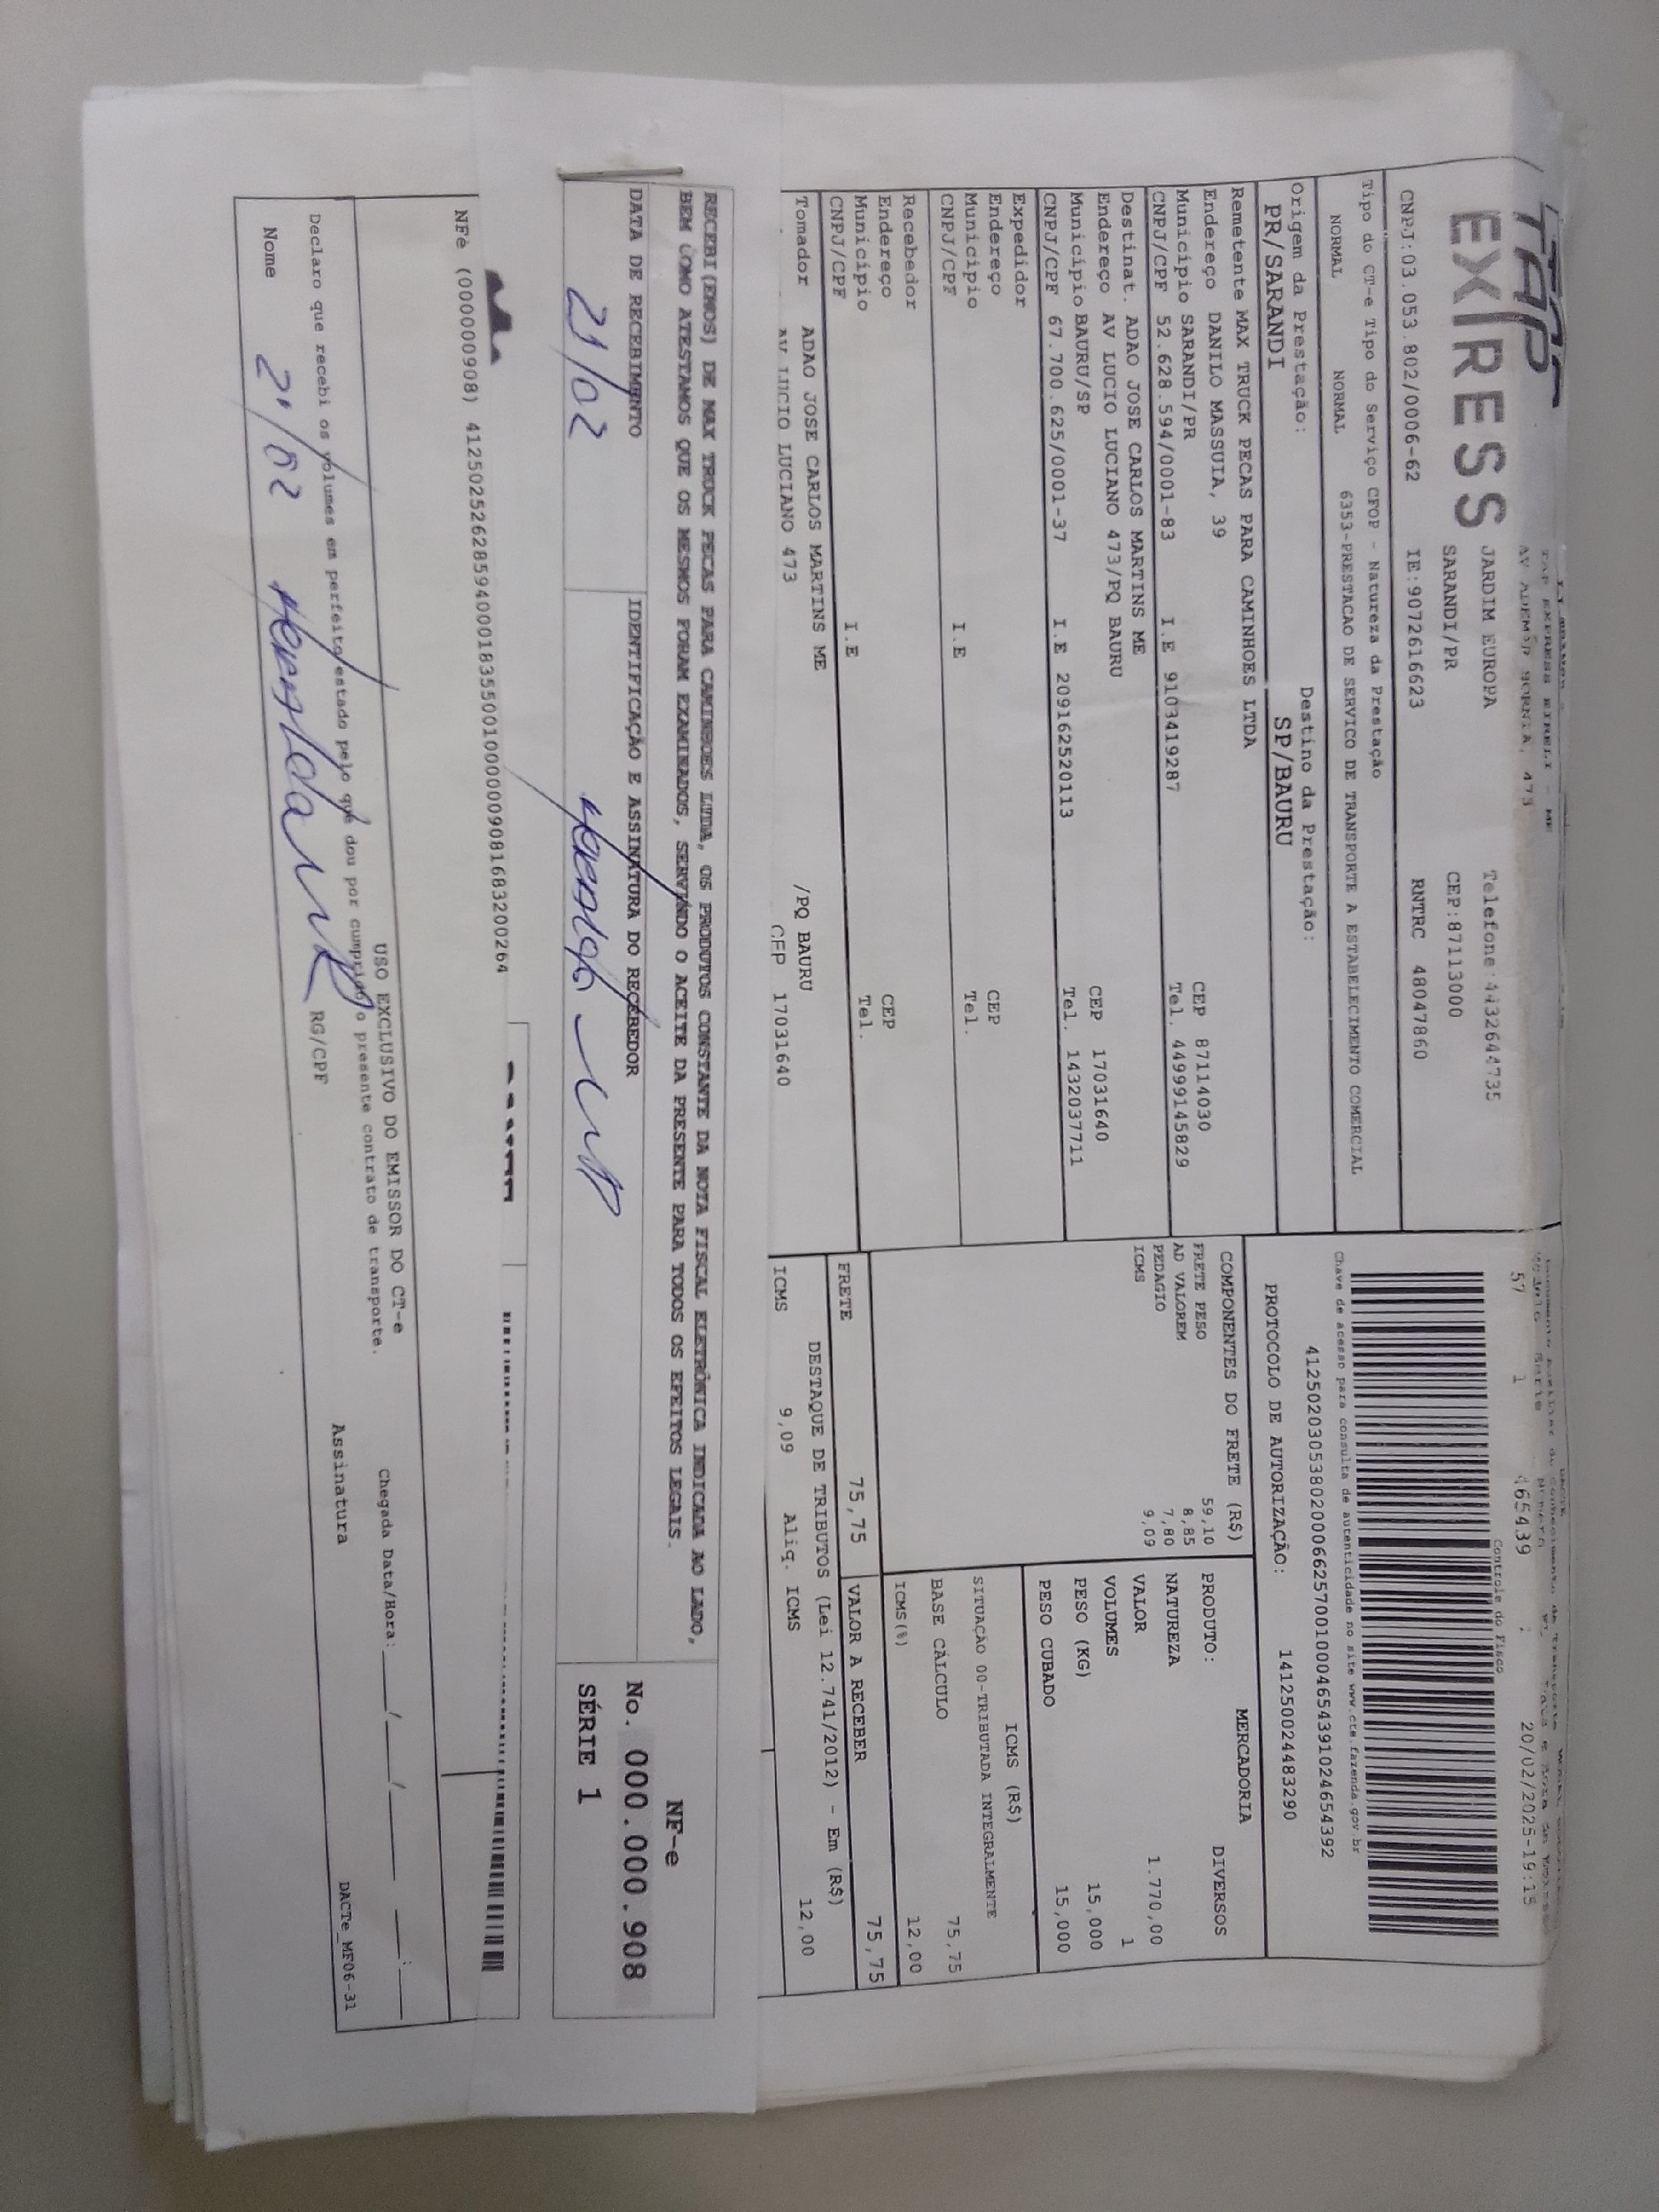 TAP
EXPRESS
TAP EXPRESS EIRELI - ME
473
JARDIM EUROPA Telefone:4432644735
SARANDI/PR CEP:87113000
CNPJ:03.053.802/0006-62 IE:9072616623 RNTRC 48047860
57 1 465439 20/02/2025-19:15
Controle do Fisco
Chave de acesso para consulta de autenticidade no site www.cte.fazenda.gov.br
41250203053802000662570010004654391024654392
PROTOCOLO DE AUTORIZAÇÃO: 141250024483290
Tipo do CT-e Tipo do Serviço CFOP - Natureza da Prestação
NORMAL NORMAL 6353-PRESTACAO DE SERVICO DE TRANSPORTE A ESTABELECIMENTO COMERCIAL
Origem da Prestação: Destino da Prestação:
PR/SARANDI SP/BAURU
Remetente MAX TRUCK PECAS PARA CAMINHOES LTDA
Endereço DANILO MASSUIA, 39 CEP 87114030
Município SARANDI/PR Tel. 44999145829
CNPJ/CPF 52.628.594/0001-83 I.E 9103419287
Destinat. ADAO JOSE CARLOS MARTINS ME
Endereço AV LUCIO LUCIANO 473/PQ BAURU CEP 17031640
Município BAURU/SP Tel. 1432037711
CNPJ/CPF 67.700.625/0001-37 I.E 209162520113
Expedidor
Endereço CEP
Município Tel.
CNPJ/CPF I.E
Recebedor
Endereço CEP
Município Tel.
CNPJ/CPF I.E
Tomador ADAO JOSE CARLOS MARTINS ME
AV LUCIO LUCIANO 473 /PQ BAURU
CEP 17031640
COMPONENTES DO FRETE (R$)
FRETE PESO 59,10
AD VALOREM 8,85
PEDAGIO 7,80
ICMS 9,09
MERCADORIA
PRODUTO: DIVERSOS
NATUREZA
VALOR 1.770,00
VOLUMES 1
PESO (KG) 15,000
PESO CUBADO 15,000
ICMS (R$)
SITUAÇÃO 00-TRIBUTADA INTEGRALMENTE
BASE CÁLCULO 75,75
ICMS(%) 12,00
FRETE 75,75 VALOR A RECEBER 75,75
DESTAQUE DE TRIBUTOS (Lei 12.741/2012) - Em (R$)
ICMS 9,09 Aliq. ICMS 12,00
RECEBI(EMOS) DE MAX TRUCK PECAS PARA CAMINHOES LTDA, OS PRODUTOS CONSTANTE DA NOTA FISCAL ELETRÔNICA INDICADA AO LADO,
BEM COMO ATESTAMOS QUE OS MESMOS FORAM EXAMINADOS, SERVINDO O ACEITE DA PRESENTE PARA TODOS OS EFEITOS LEGAIS.
DATA DE RECEBIMENTO IDENTIFICAÇÃO E ASSINATURA DO RECEBEDOR
21/02
NF-e
No. 000.000.908
SÉRIE 1
NFe (000000908) 41250252628594000183550010000009081683200264
USO EXCLUSIVO DO EMISSOR DO CT-e
Declaro que recebi os volumes em perfeito estado pelo que dou por cumprido o presente contrato de transporte.
Chegada Data/Hora: ___/___/____ __:__
Nome RG/CPF Assinatura
21/02
DACTe_MF06-31